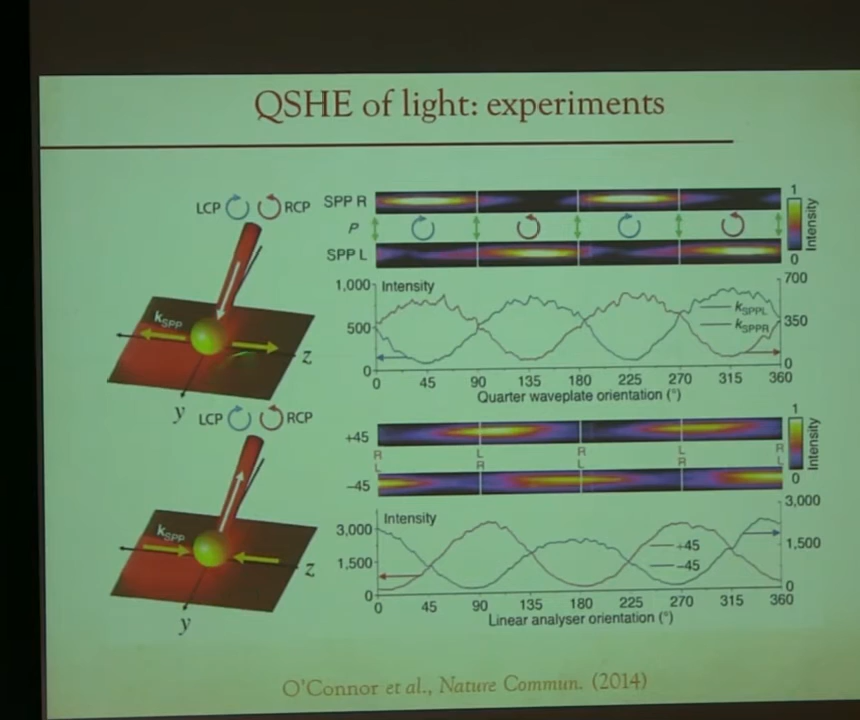 QSHE of light: experiments
LCP RCP
SPP R
P
SPP L
1
0
Intensity
k_SPP
z
y
1,000
500
0
Intensity
k_SPPL
k_SPPR
700
350
0
0 45 90 135 180 225 270 315 360
Quarter waveplate orientation (°)
LCP RCP
+45
R L R L R
L R L R L
−45
1
0
Intensity
k_SPP
z
y
3,000
1,500
0
Intensity
+45
−45
3,000
1,500
0
0 45 90 135 180 225 270 315 360
Linear analyser orientation (°)
O'Connor et al., Nature Commun. (2014)